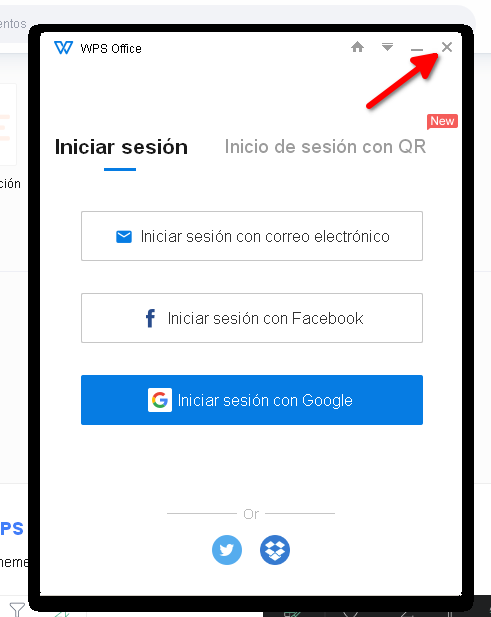 entos
WPS Office
New
Iniciar sesión
Inicio de sesión con QR
ción
Iniciar sesión con correo electrónico
Iniciar sesión con Facebook
Iniciar sesión con Google
Or
PS
neme